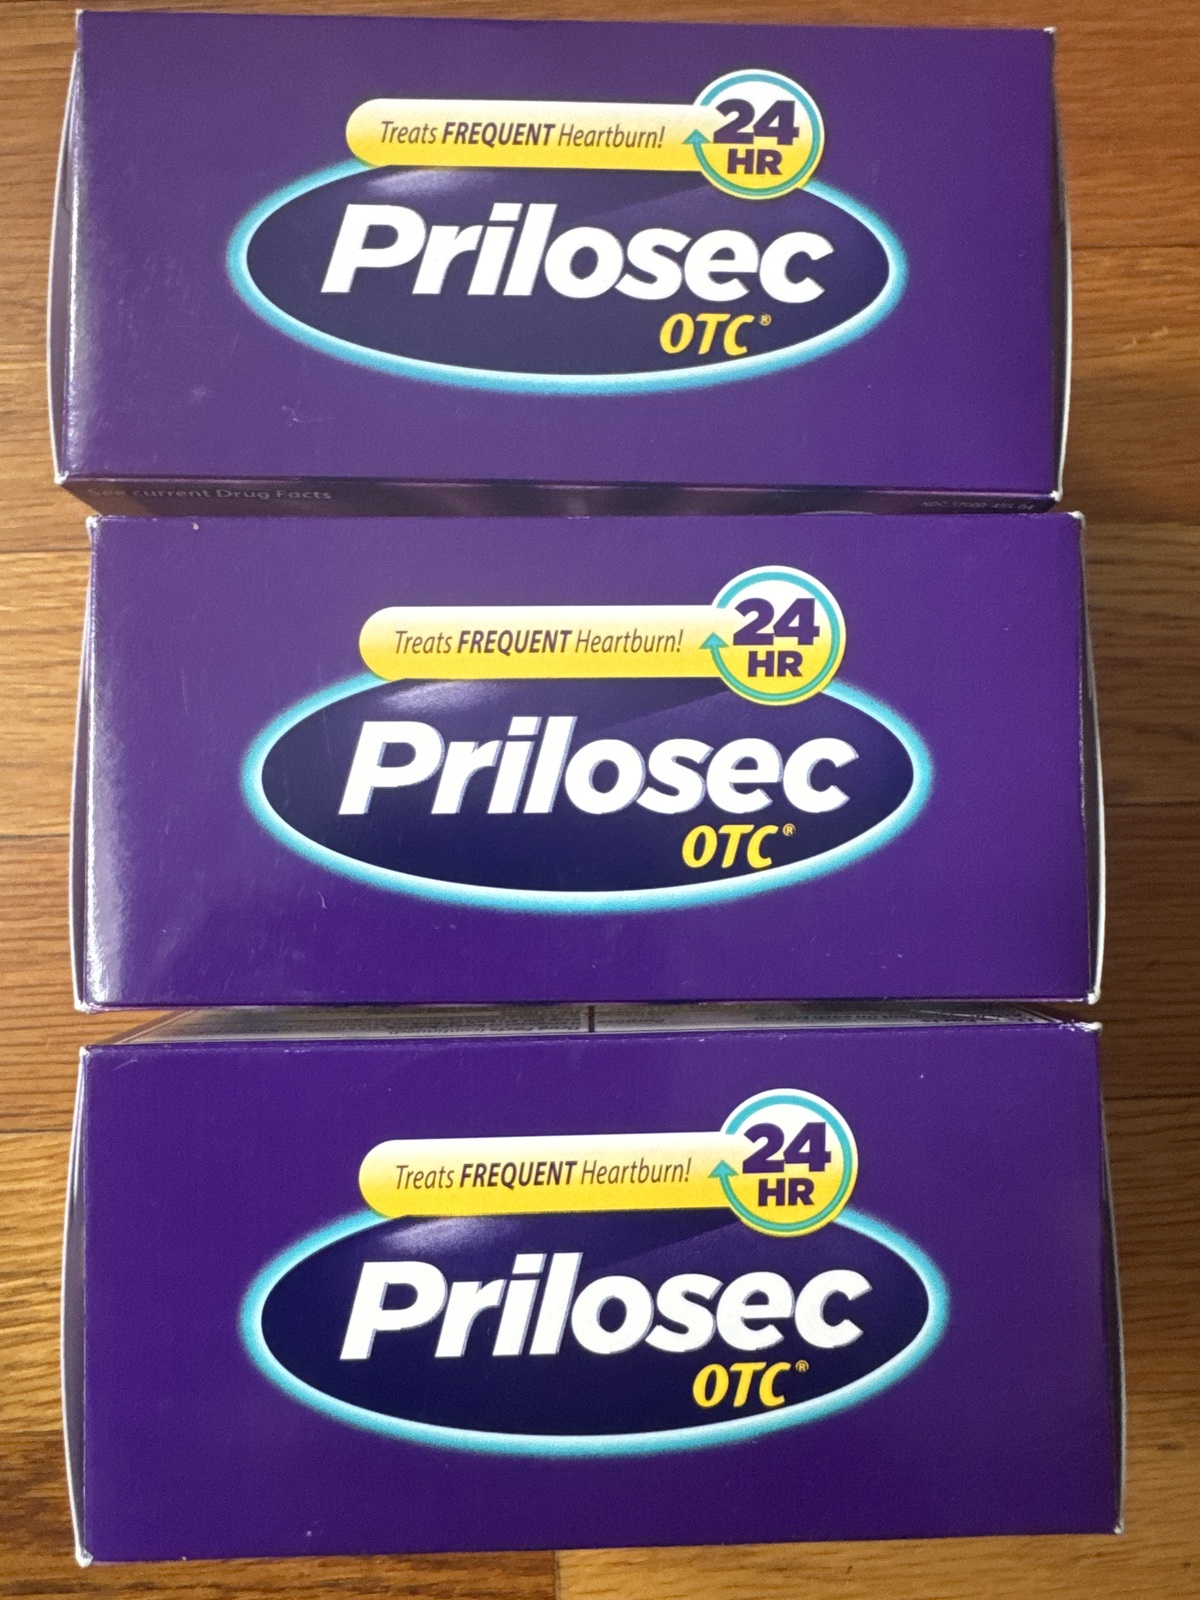 Treats FREQUENT Heartburn!
24
HR
Prilosec
OTC®
See current Drug Facts
Treats FREQUENT Heartburn!
24
HR
Prilosec
OTC®
Treats FREQUENT Heartburn!
24
HR
Prilosec
OTC®